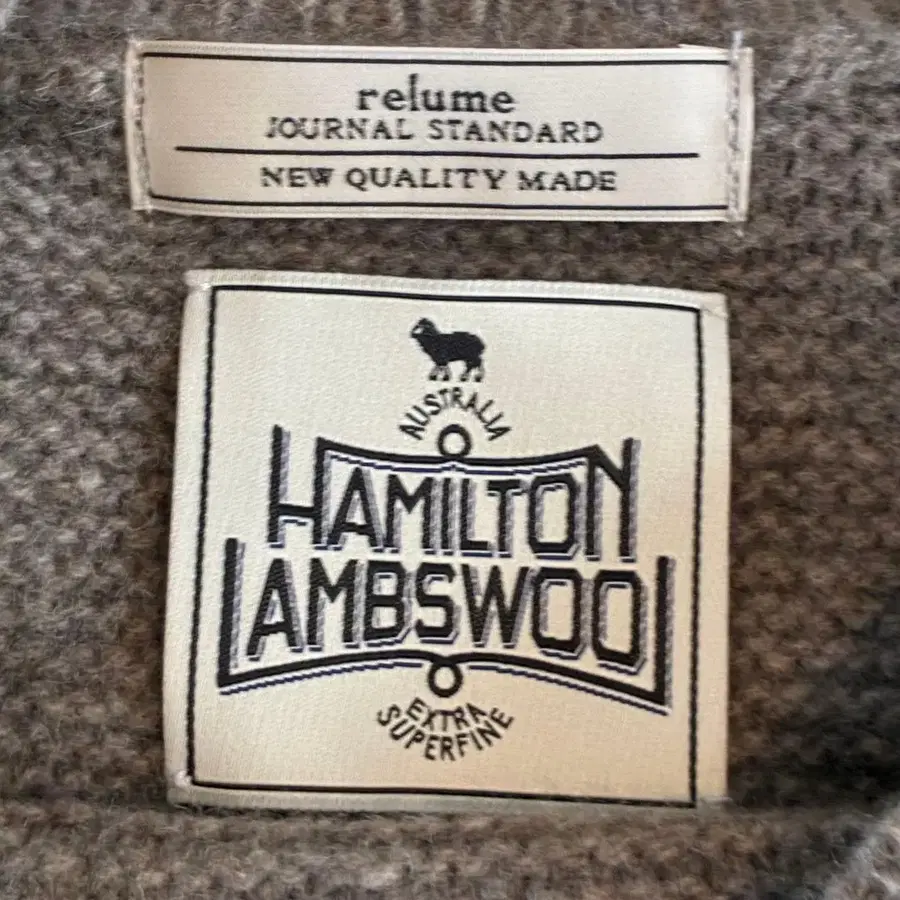 relume
JOURNAL STANDARD
NEW QUALITY MADE
AUSTRALIA
HAMILTON
LAMBSWOOL
EXTRA
SUPERFINE